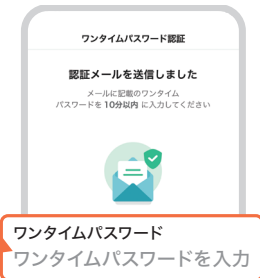 ワンタイムパスワード認証
認証メールを送信しました
メールに記載のワンタイム
パスワードを 10分以内 に入力してください
ワンタイムパスワード
ワンタイムパスワードを入力